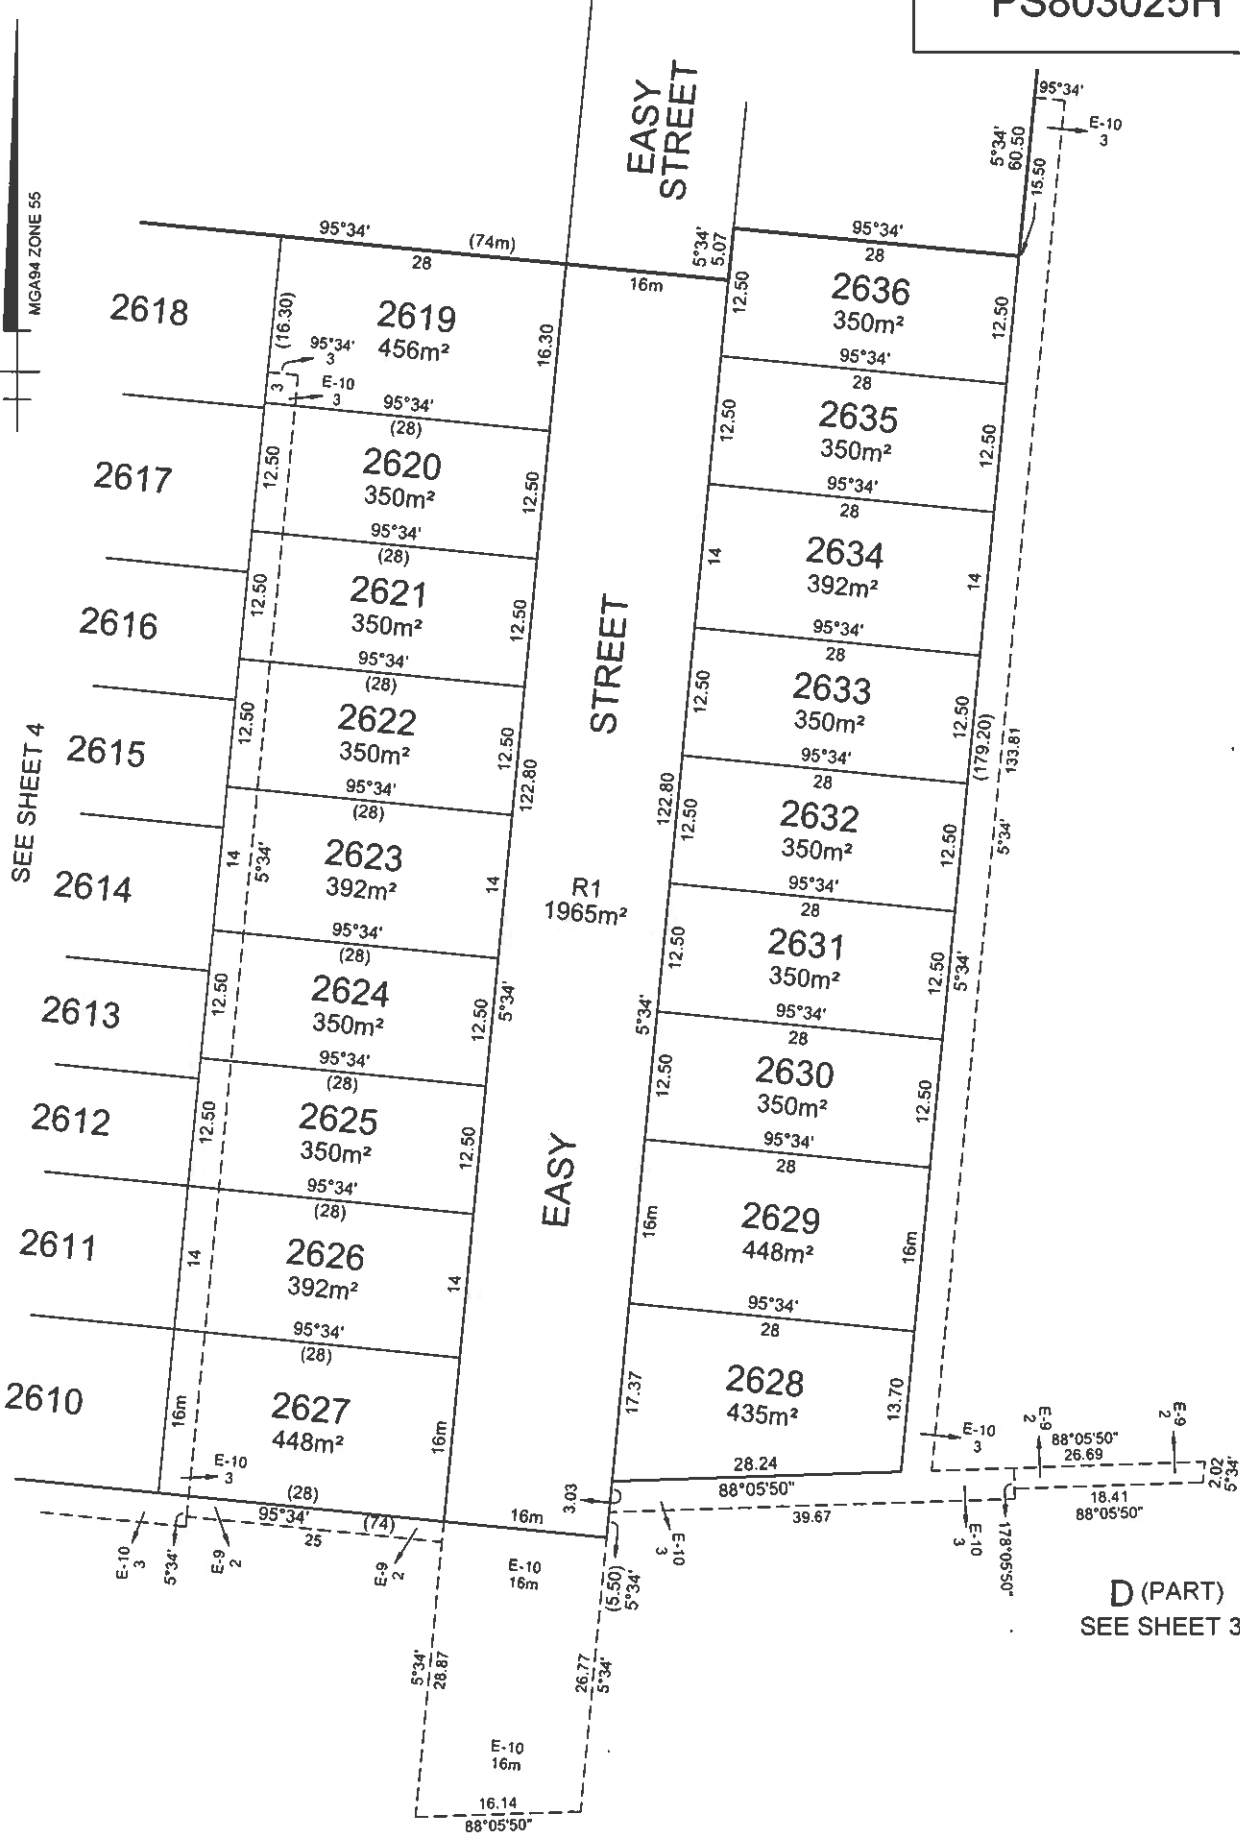 PS803025H
MGA94 ZONE 55
EASY
STREET
95°34'
(74m)
28
16m
5°34'
5.07
95°34'
28
5°34'
60.50
15.50
95°34'
E-10
3
2618
(16.30)
2619
456m²
16.30
95°34'
3
3
E-10
3
95°34'
(28)
12.50
2636
350m²
12.50
95°34'
28
2617
12.50
2620
350m²
12.50
95°34'
(28)
12.50
2635
350m²
12.50
95°34'
28
2616
12.50
2621
350m²
12.50
95°34'
(28)
14
2634
392m²
14
95°34'
28
STREET
SEE SHEET 4
2615
12.50
2622
350m²
12.50
122.80
95°34'
(28)
12.50
2633
350m²
12.50
(179.20)
133.81
95°34'
28
2614
14
5°34'
2623
392m²
14
95°34'
(28)
R1
1965m²
122.80
12.50
2632
350m²
12.50
5°34'
95°34'
28
2613
12.50
2624
350m²
12.50
5°34'
95°34'
(28)
12.50
2631
350m²
12.50
5°34'
5°34'
95°34'
28
2612
12.50
2625
350m²
12.50
95°34'
(28)
12.50
2630
350m²
12.50
95°34'
28
EASY
2611
14
2626
392m²
14
95°34'
(28)
16m
2629
448m²
16m
95°34'
28
2610
16m
2627
448m²
16m
E-10
3
(28)
95°34'
(74)
25
16m
17.37
2628
435m²
13.70
28.24
88°05'50"
3.03
39.67
E-10
3
E-9
2
88°05'50"
26.69
E-9
2
2.02
5°34'
18.41
88°05'50"
E-10
3
5°34'
E-9
2
E-9
2
E-10
16m
(5.50)
5°34'
E-10
3
E-10
3
178°05'50"
D (PART)
SEE SHEET 3
5°34'
28.87
26.77
5°34'
E-10
16m
16.14
88°05'50"